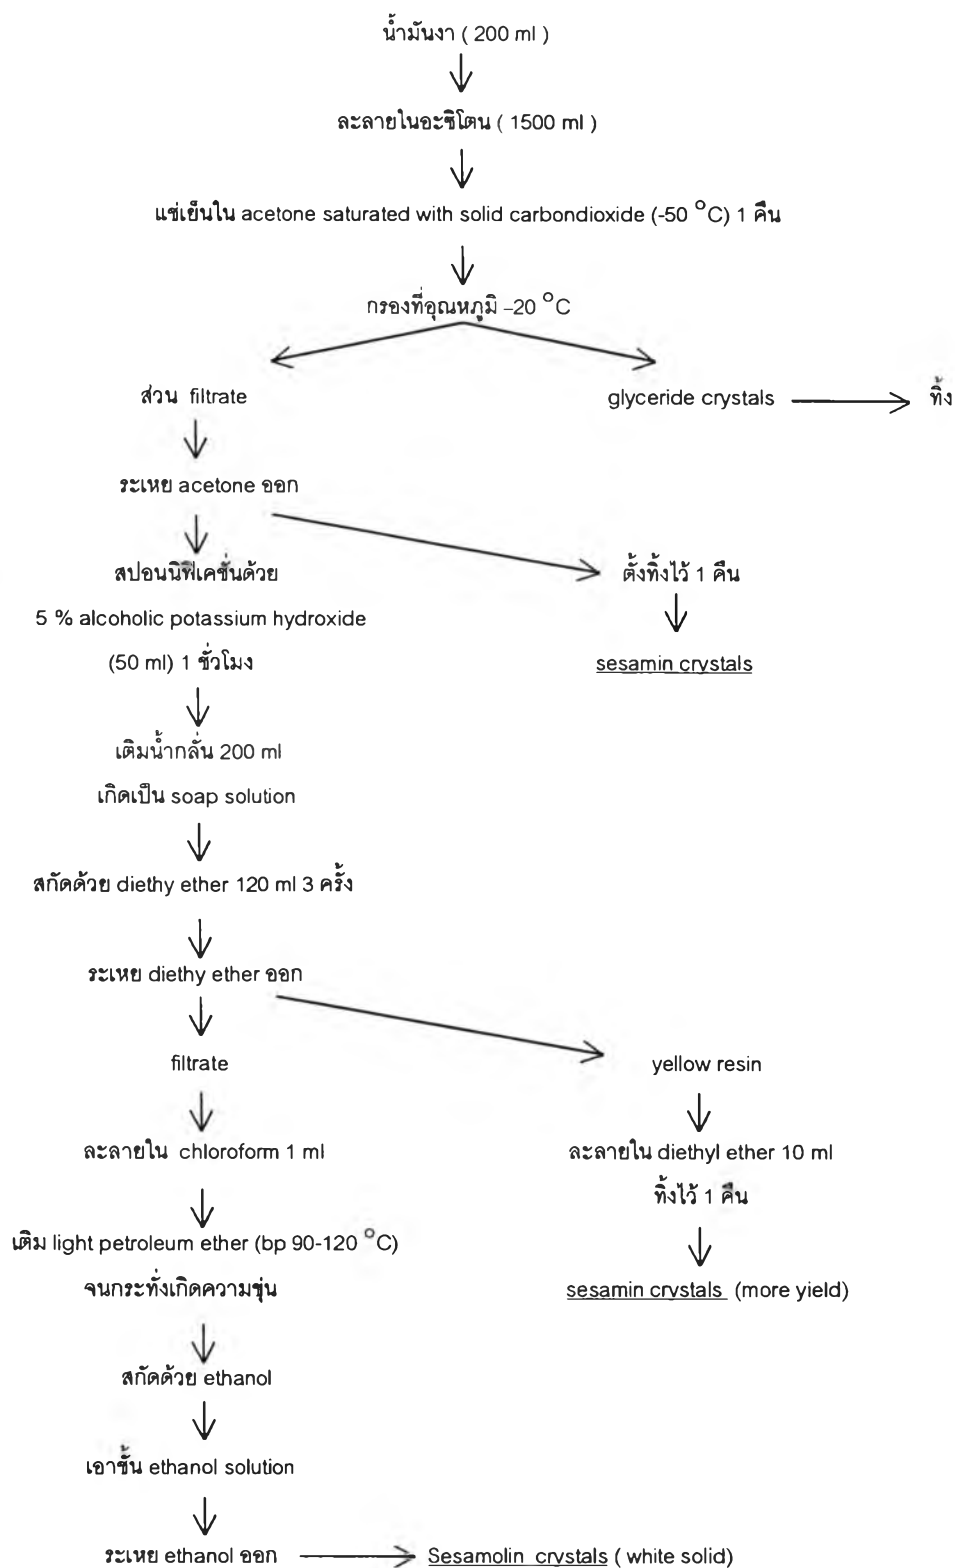 น้ำมันงา ( 200 ml )
ละลายในอะซิโตน ( 1500 ml )
แช่เย็นใน acetone saturated with solid carbondioxide (-50 °C) 1 คืน
กรองที่อุณหภูมิ –20 °C
ส่วน filtrate
glyceride crystals
ทิ้ง
ระเหย acetone ออก
สปอนนิฟิเคชั่นด้วย
5 % alcoholic potassium hydroxide
(50 ml) 1 ชั่วโมง
ตั้งทิ้งไว้ 1 คืน
sesamin crystals
เติมน้ำกลั่น 200 ml
เกิดเป็น soap solution
สกัดด้วย diethy ether 120 ml 3 ครั้ง
ระเหย diethy ether ออก
filtrate
yellow resin
ละลายใน chloroform 1 ml
ละลายใน diethyl ether 10 ml
ทิ้งไว้ 1 คืน
เติม light petroleum ether (bp 90-120 °C)
จนกระทั่งเกิดความขุ่น
sesamin crystals (more yield)
สกัดด้วย ethanol
เอาชั้น ethanol solution
ระเหย ethanol ออก
Sesamolin crystals ( white solid)